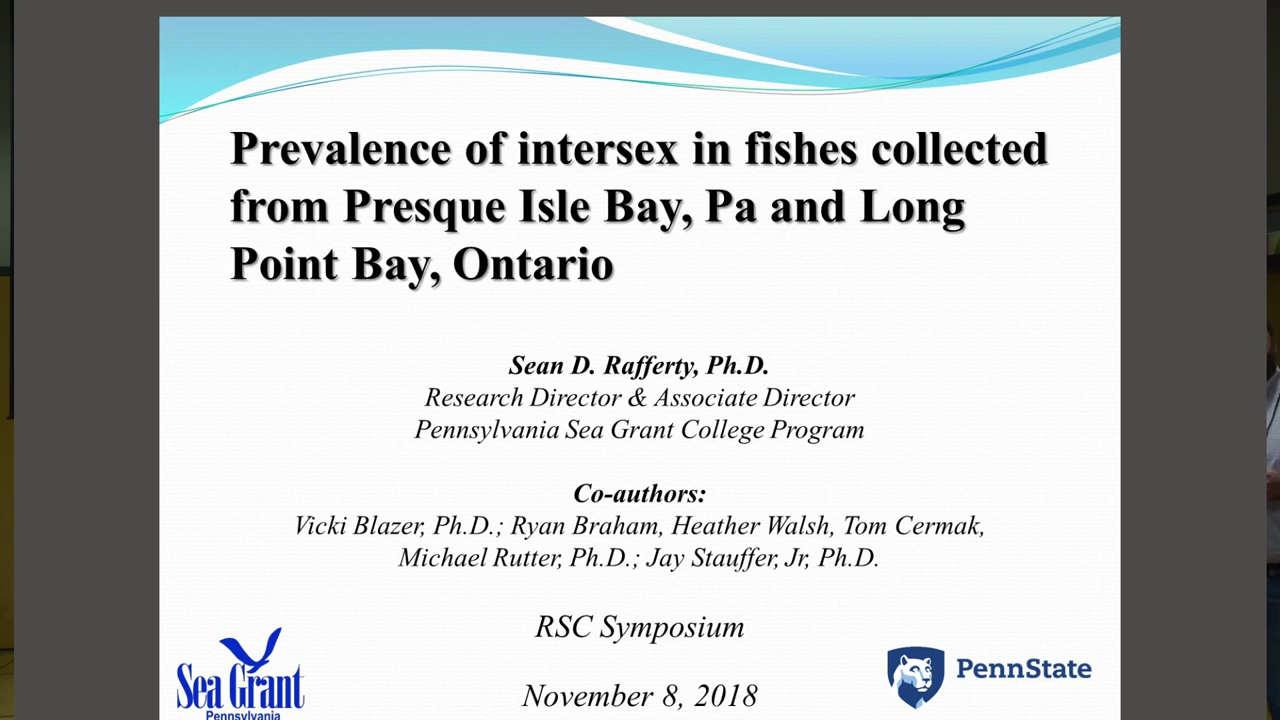 Prevalence of intersex in fishes collected
from Presque Isle Bay, Pa and Long
Point Bay, Ontario
Sean D. Rafferty, Ph.D.
Research Director & Associate Director
Pennsylvania Sea Grant College Program
Co-authors:
Vicki Blazer, Ph.D.; Ryan Braham, Heather Walsh, Tom Cermak,
Michael Rutter, Ph.D.; Jay Stauffer, Jr, Ph.D.
RSC Symposium
November 8, 2018
Sea Grant
Pennsylvania
PennState